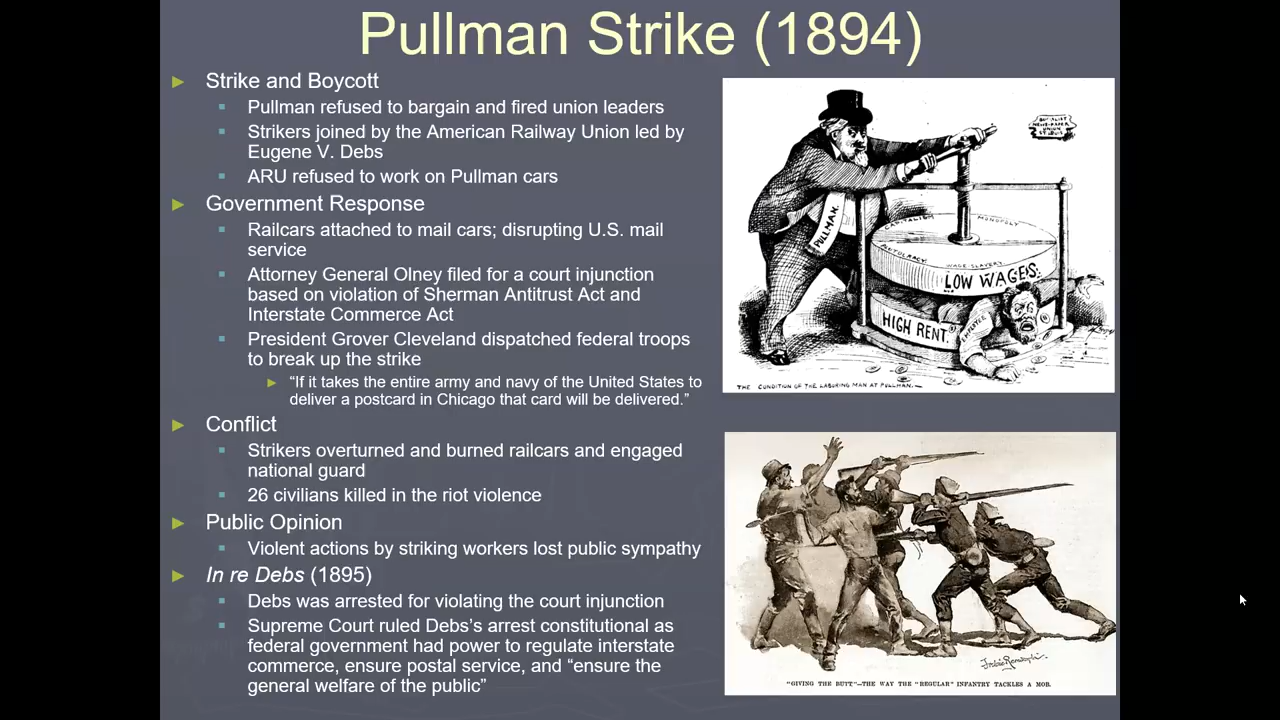 Pullman Strike (1894)
Strike and Boycott
Pullman refused to bargain and fired union leaders
Strikers joined by the American Railway Union led by
Eugene V. Debs
ARU refused to work on Pullman cars
Government Response
Railcars attached to mail cars; disrupting U.S. mail
service
Attorney General Olney filed for a court injunction
based on violation of Sherman Antitrust Act and
Interstate Commerce Act
President Grover Cleveland dispatched federal troops
to break up the strike
“If it takes the entire army and navy of the United States to
deliver a postcard in Chicago that card will be delivered.”
Conflict
Strikers overturned and burned railcars and engaged
national guard
26 civilians killed in the riot violence
Public Opinion
Violent actions by striking workers lost public sympathy
In re Debs (1895)
Debs was arrested for violating the court injunction
Supreme Court ruled Debs’s arrest constitutional as
federal government had power to regulate interstate
commerce, ensure postal service, and “ensure the
general welfare of the public”
PULLMAN.
MONOPOLY
WAGE-SLAVERY
LOW WAGES.
HIGH RENT.
EMPLOYEE
THE CONDITION OF THE LABORING MAN AT PULLMAN.
"GIVING THE BUTT"—THE WAY THE "REGULAR" INFANTRY TACKLES A MOB.